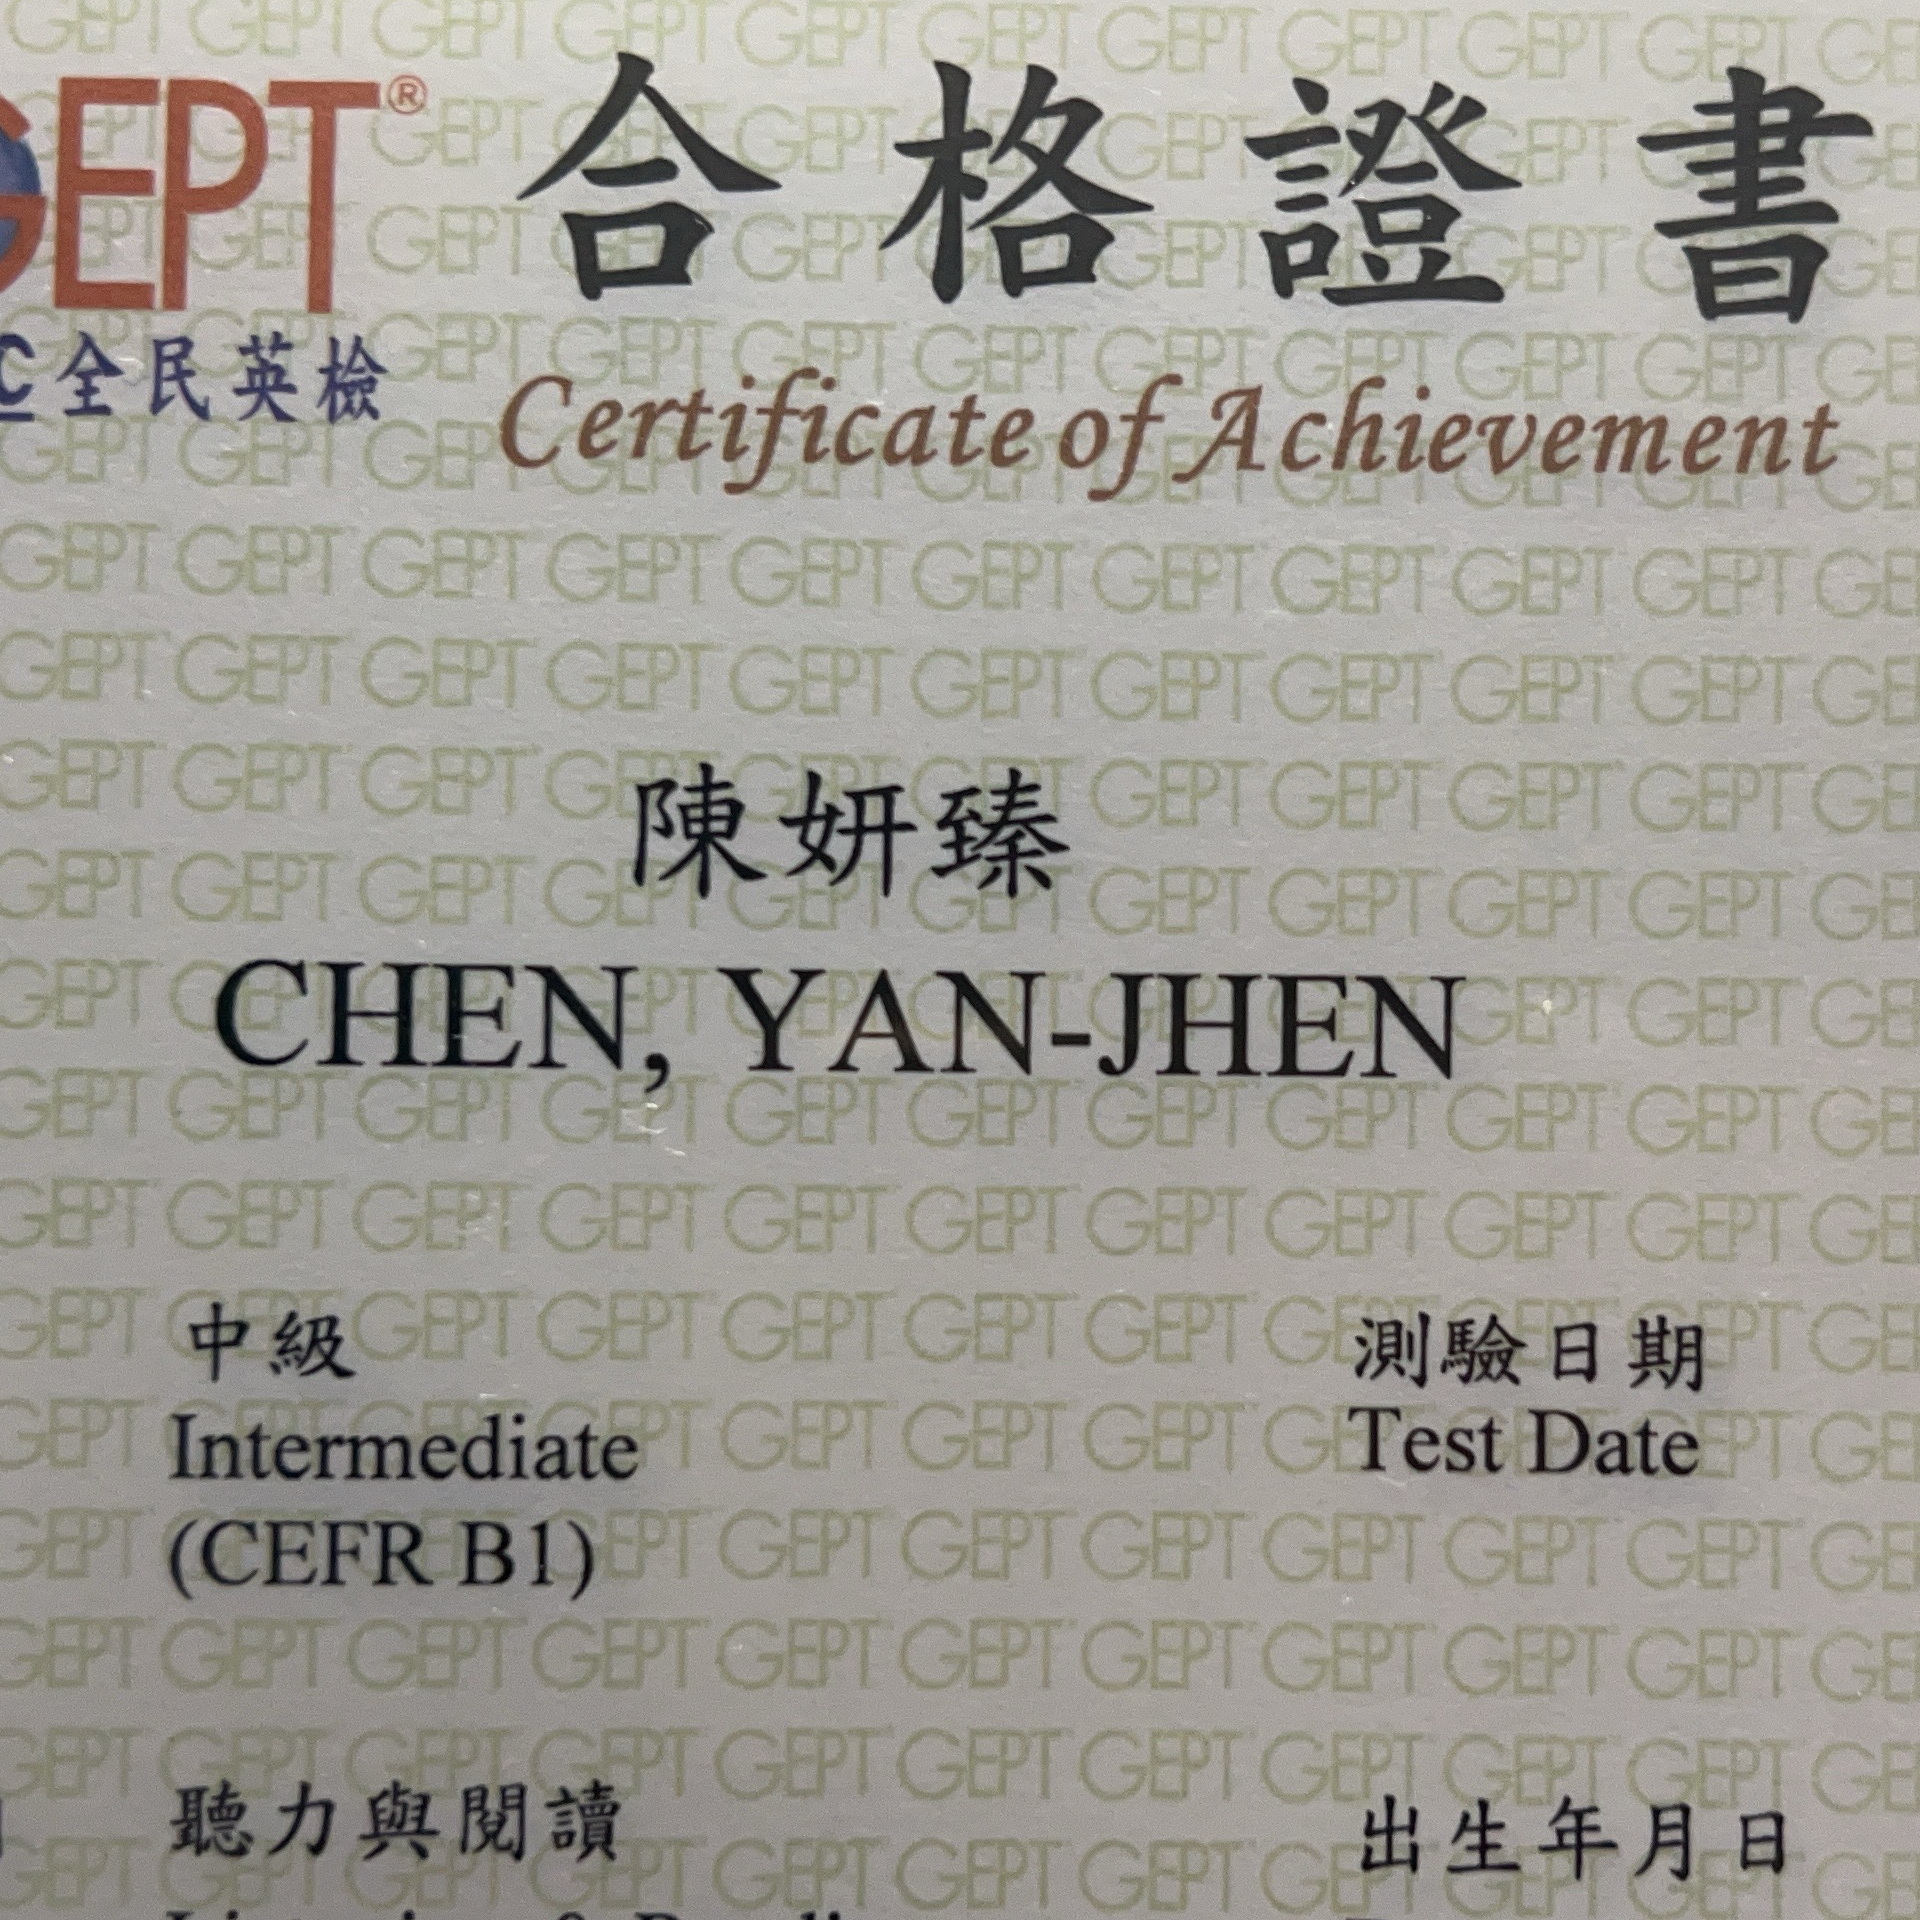 GEPT® 合格證書
全民英檢
Certificate of Achievement
陳妍臻
CHEN, YAN-JHEN
中級 測驗日期
Intermediate Test Date
(CEFR B1)
聽力與閱讀 出生年月日